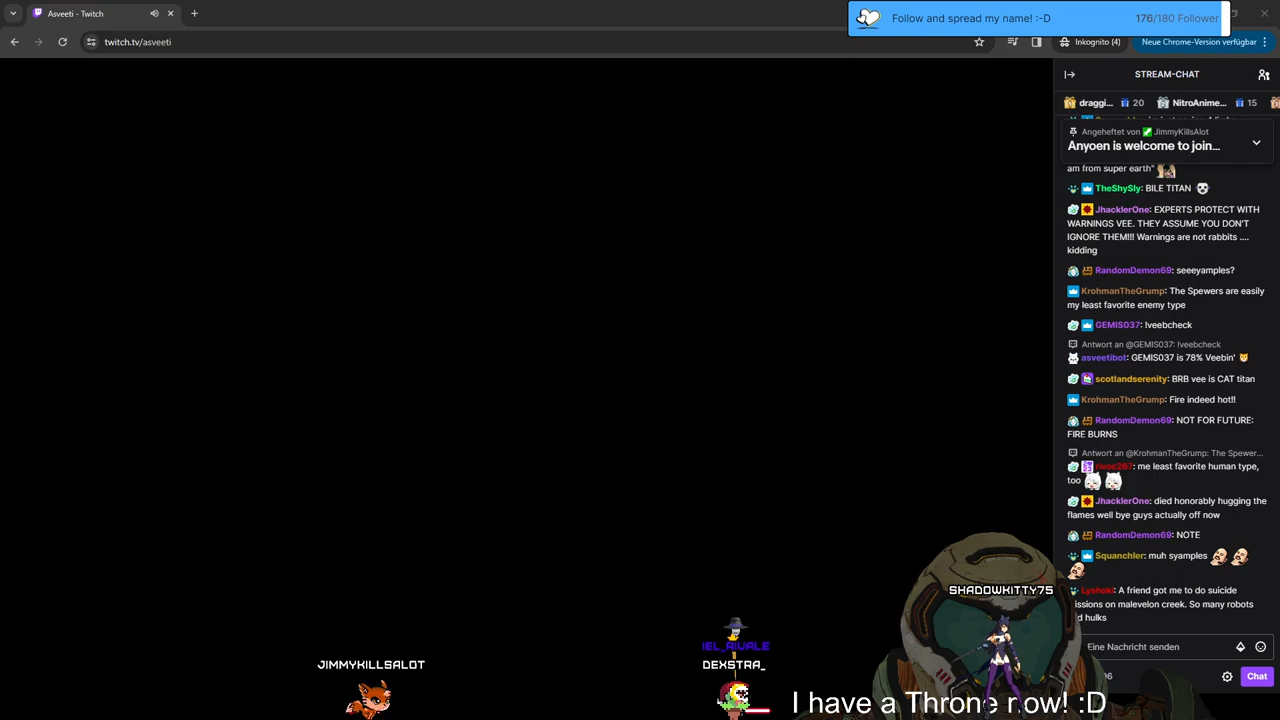 Asveeti - Twitch
Follow and spread my name! :-D
176/180 Follower
twitch.tv/asveeti
Inkognito (4)
Neue Chrome-Version verfügbar
STREAM-CHAT
draggi... 20
NitroAnime... 15
Angeheftet von JimmyKillsAlot
Anyoen is welcome to join...
am from super earth"
TheShySly: BILE TITAN
JhacklerOne: EXPERTS PROTECT WITH
WARNINGS VEE. THEY ASSUME YOU DON'T
IGNORE THEM!!! Warnings are not rabbits ....
kidding
RandomDemon69: seeeyamples?
KrohmanTheGrump: The Spewers are easily
my least favorite enemy type
GEMIS037: !veebcheck
Antwort an @GEMIS037: !veebcheck
asveetibot: GEMIS037 is 78% Veebin'
scotlandserenity: BRB vee is CAT titan
KrohmanTheGrump: Fire indeed hot!!
RandomDemon69: NOT FOR FUTURE:
FIRE BURNS
Antwort an @KrohmanTheGrump: The Spewer...
rivoe267: me least favorite human type,
too
JhacklerOne: died honorably hugging the
flames well bye guys actually off now
RandomDemon69: NOTE
Squanchler: muh syamples
Lyshoki: A friend got me to do suicide
issions on malevelon creek. So many robots
d hulks
Eine Nachricht senden
Chat
SHADOWKITTY75
IEL_RIVALE
DEXSTRA_
JIMMYKILLSALOT
I have a Throne now! :D